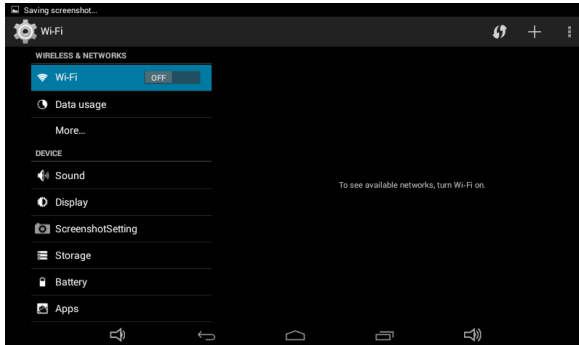 Saving screenshot...
Wi-Fi
WIRELESS & NETWORKS
Wi-Fi OFF
Data usage
More...
DEVICE
Sound
To see available networks, turn Wi-Fi on.
Display
ScreenshotSetting
Storage
Battery
Apps